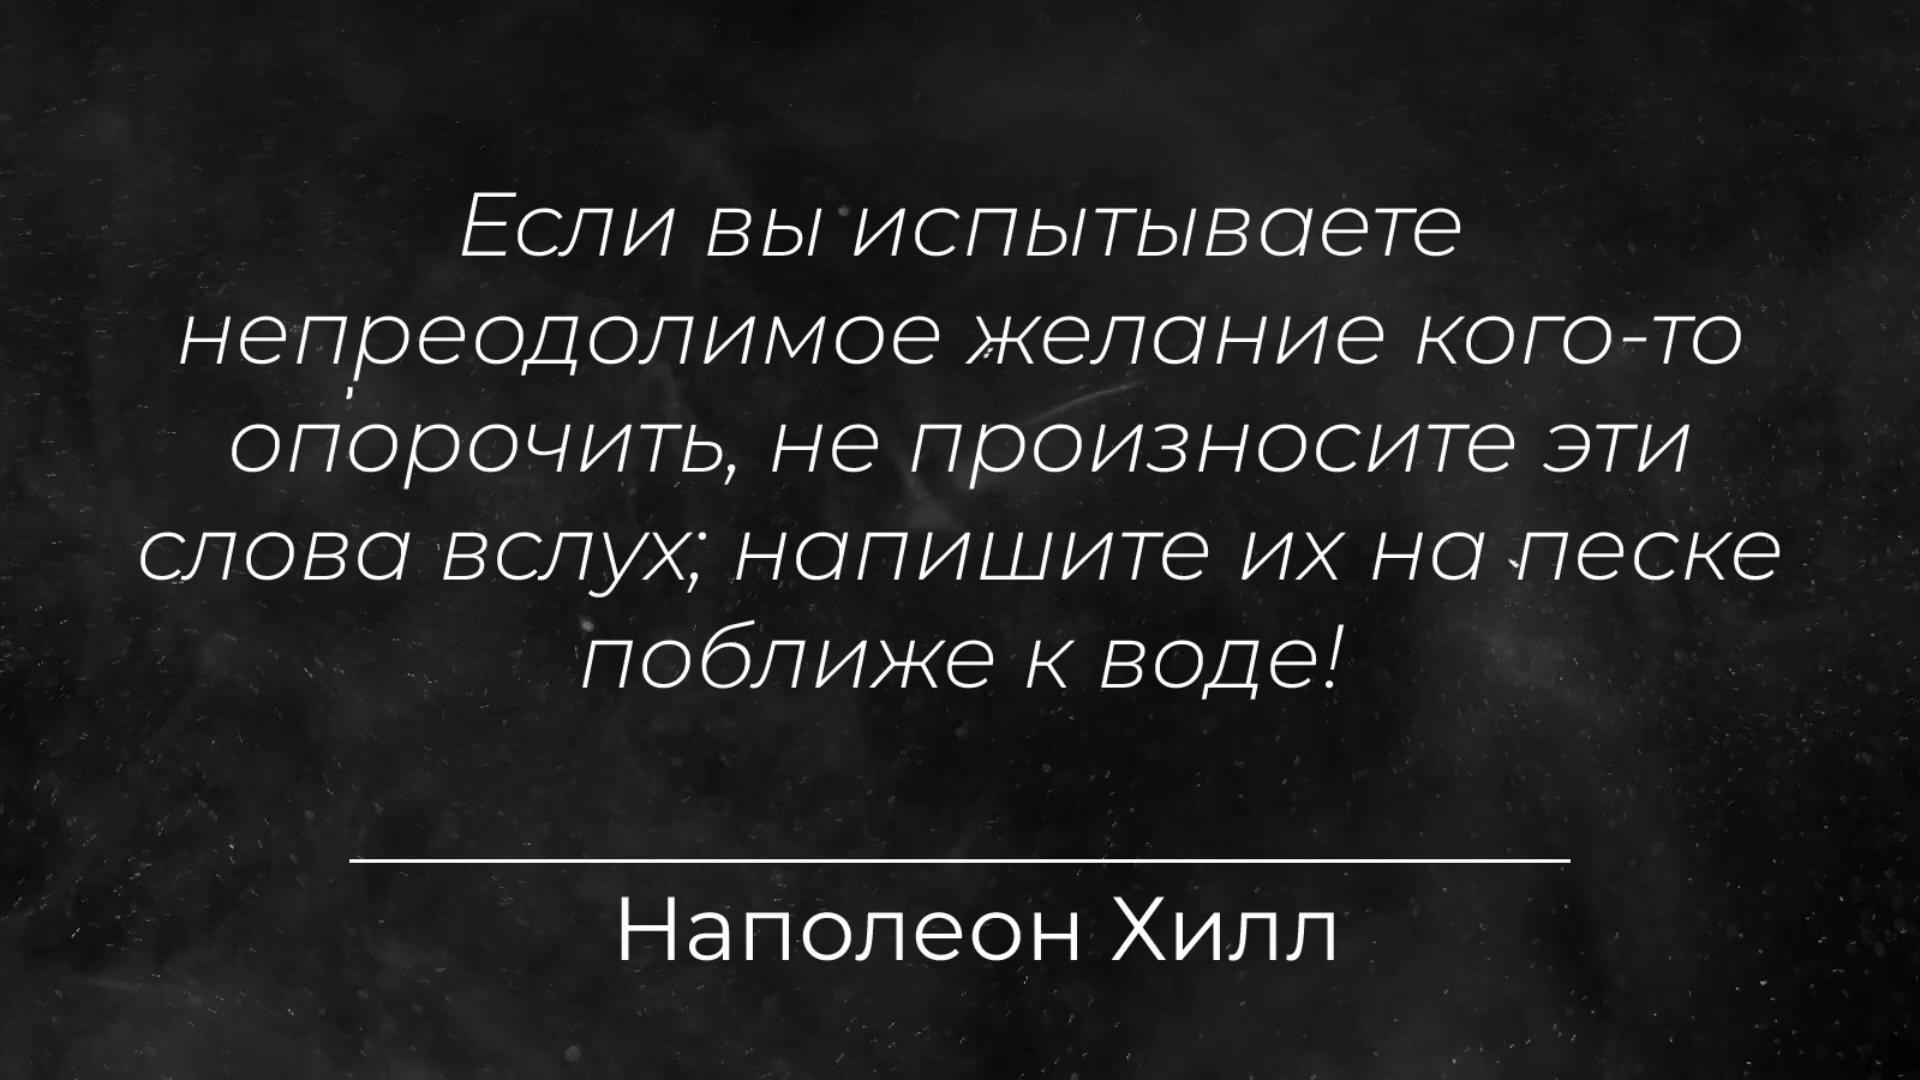 Если вы испытываете
непреодолимое желание кого-то
опорочить, не произносите эти
слова вслух; напишите их на песке
поближе к воде!
Наполеон Хилл